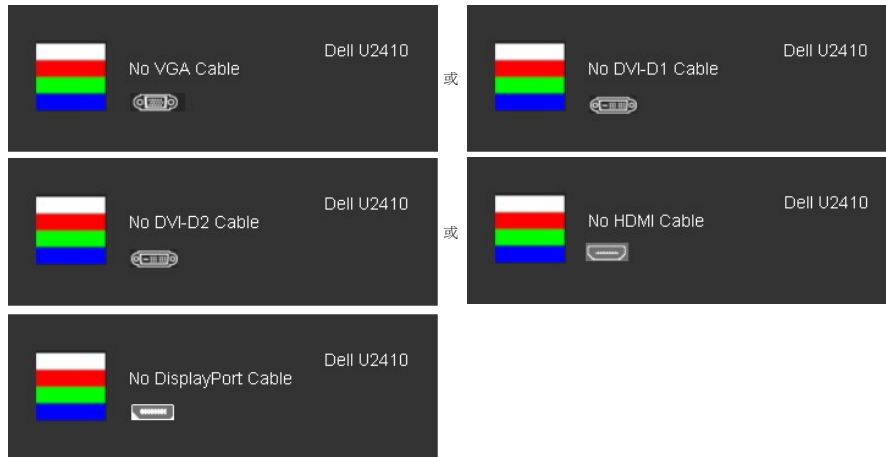 Dell U2410
No VGA Cable
或
Dell U2410
No DVI-D1 Cable
Dell U2410
No DVI-D2 Cable
或
Dell U2410
No HDMI Cable
Dell U2410
No DisplayPort Cable